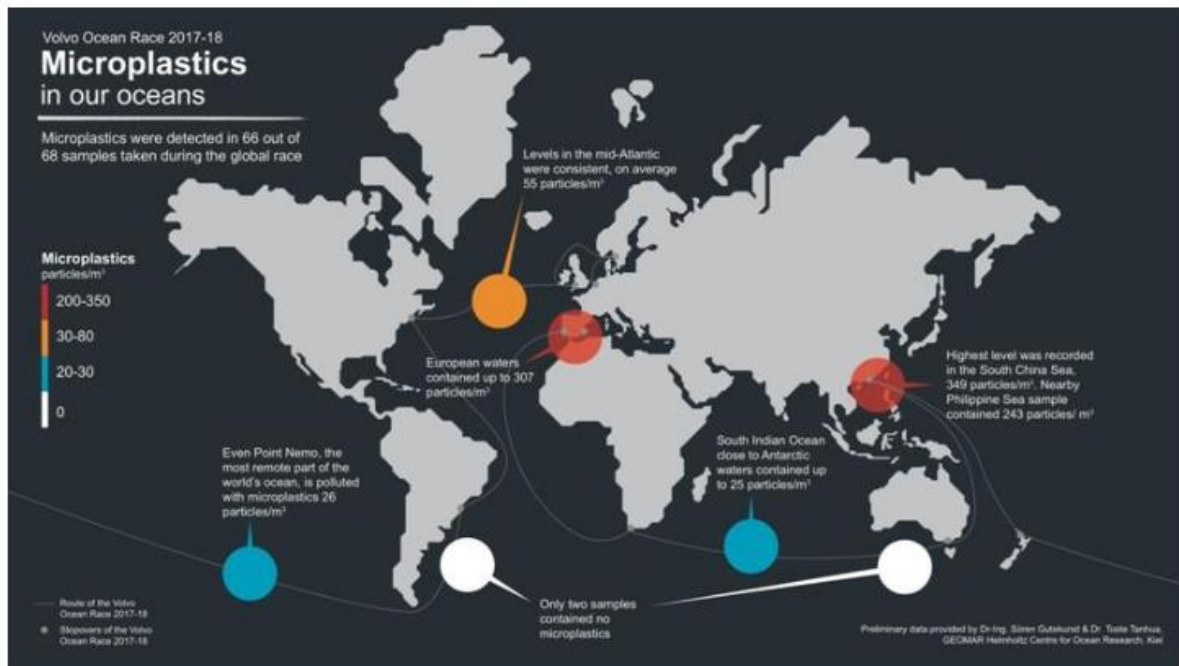 Volvo Ocean Race 2017-18
Microplastics
in our oceans
Microplastics were detected in 66 out of
68 samples taken during the global race
Levels in the mid-Atlantic
were consistent, on average
55 particles/m³
Microplastics
particles/m³
200-350
30-80
20-30
0
European waters
contained up to 307
particles/m³
Highest level was recorded
in the South China Sea,
349 particles/m³. Nearby
Philippine Sea sample
contained 243 particles/ m³
Even Point Nemo, the
most remote part of the
world's ocean, is polluted
with microplastics 26
particles/m³
South Indian Ocean
close to Antarctic
waters contained up
to 25 particles/m³
Only two samples
contained no
microplastics
Route of the Volvo
Ocean Race 2017-18
Stopovers of the Volvo
Ocean Race 2017-18
Preliminary data provided by Dr-Ing. Sören Gutekunst & Dr. Toste Tanhua,
GEOMAR Helmholtz Centre for Ocean Research, Kiel